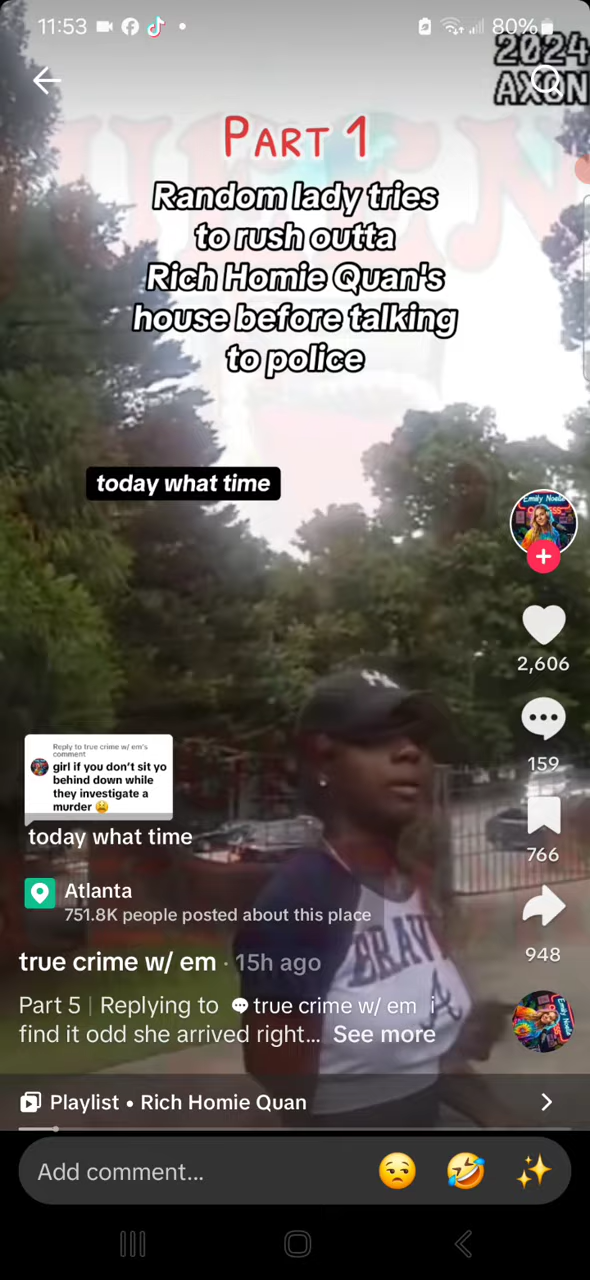 11:53
80%
2024
AXON
PART 1
Random lady tries
to rush outta
Rich Homie Quan's
house before talking
to police
today what time
Emily Noelle
2,606
Reply to true crime w/ em's
comment
girl if you don't sit yo
behind down while
they investigate a
murder 😫
159
today what time
766
Atlanta
751.8K people posted about this place
BRAV
A
948
true crime w/ em · 15h ago
Part 5 | Replying to 💬 true crime w/ em i
find it odd she arrived right... See more
Playlist • Rich Homie Quan
Add comment...